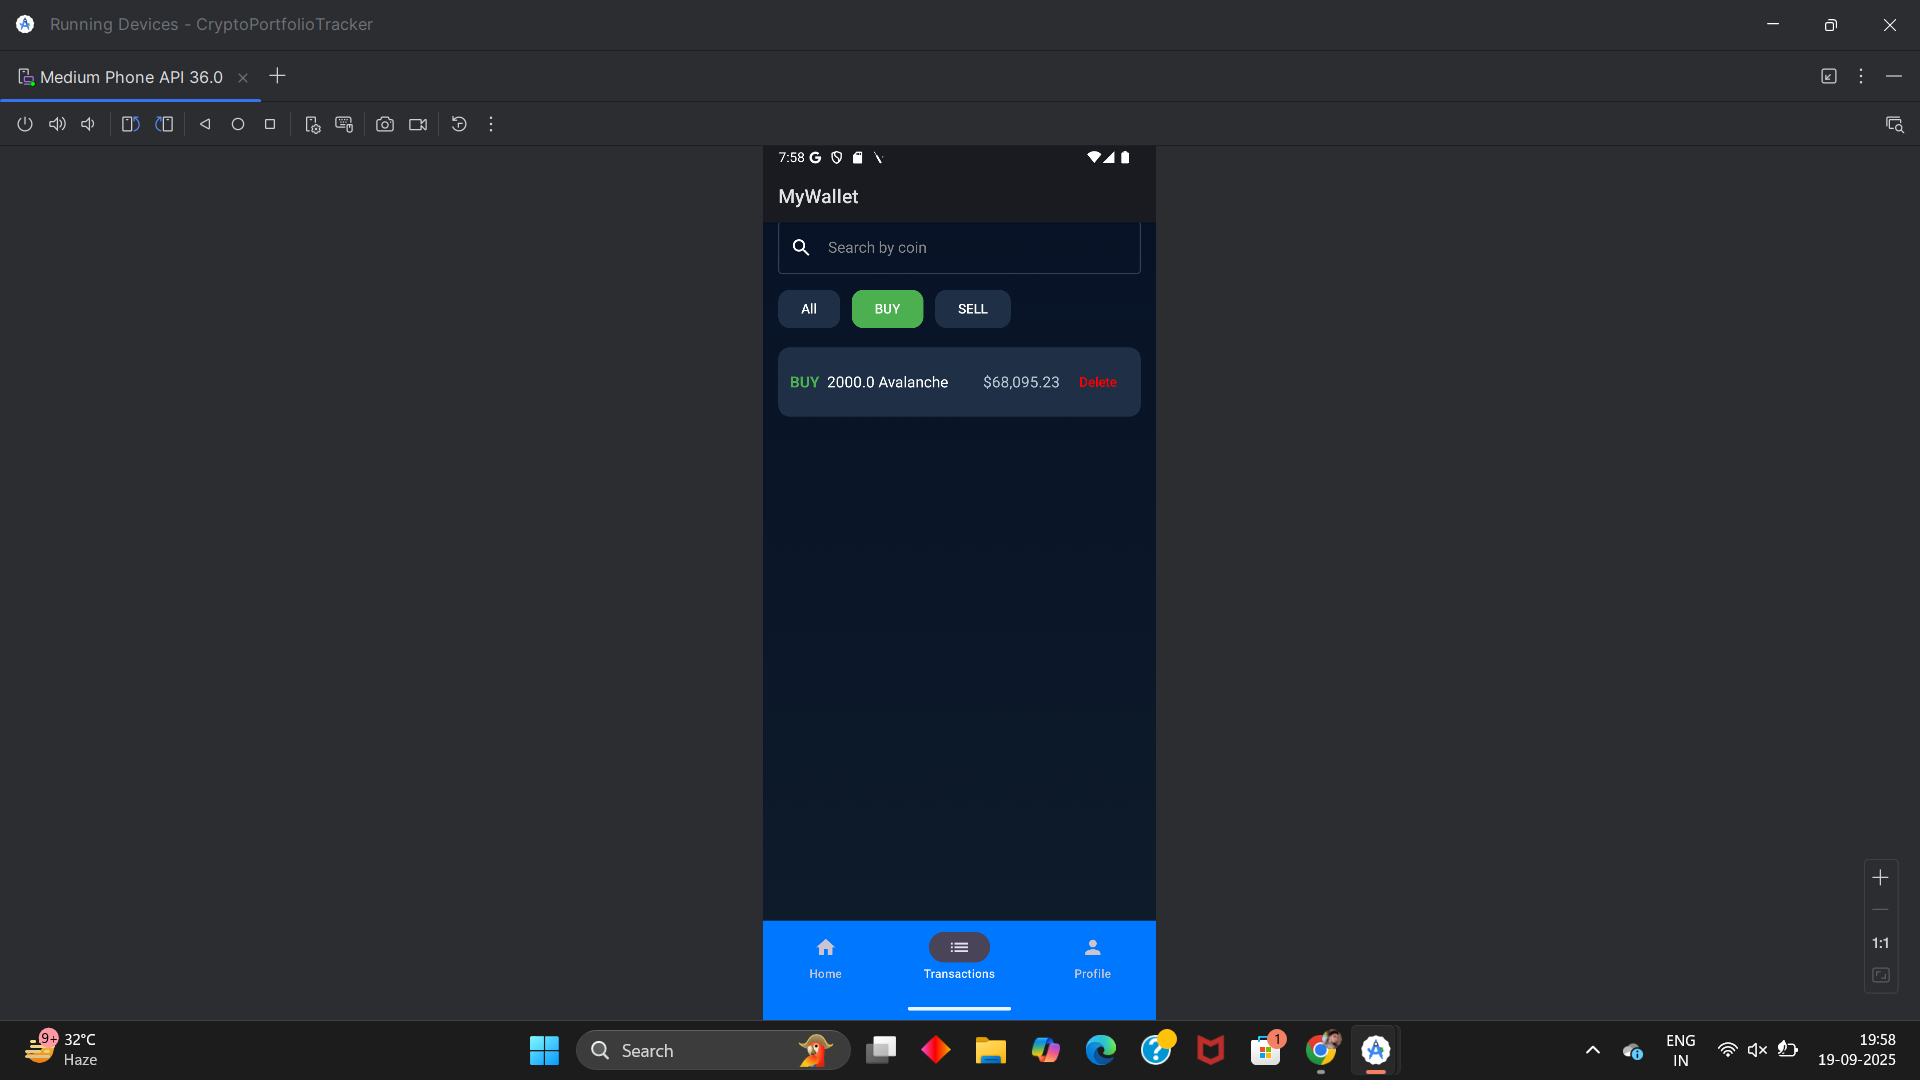 Running Devices - CryptoPortfolioTracker
Medium Phone API 36.0
7:58
MyWallet
Search by coin
All BUY SELL
BUY 2000.0 Avalanche $68,095.23 Delete
1:1
Home Transactions Profile
9+ 32°C
Haze
Search
1
ENG
IN
19:58
19-09-2025